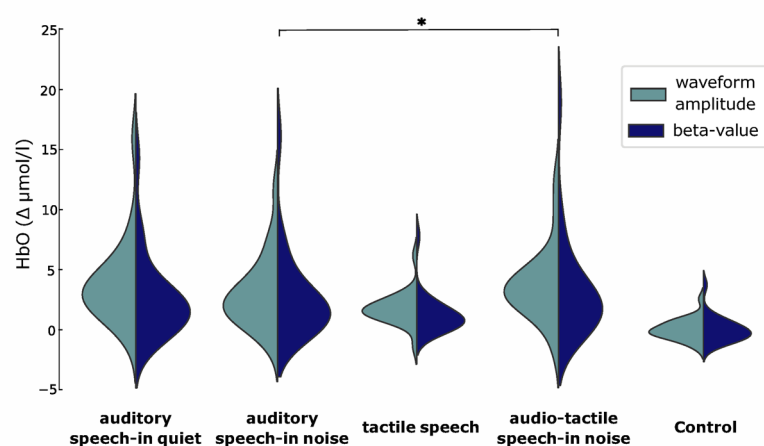 *
25
20
15
10
5
0
−5
HbO (Δ μmol/l)
waveform
amplitude
beta-value
auditory
speech-in quiet
auditory
speech-in noise
tactile speech
audio-tactile
speech-in noise
Control